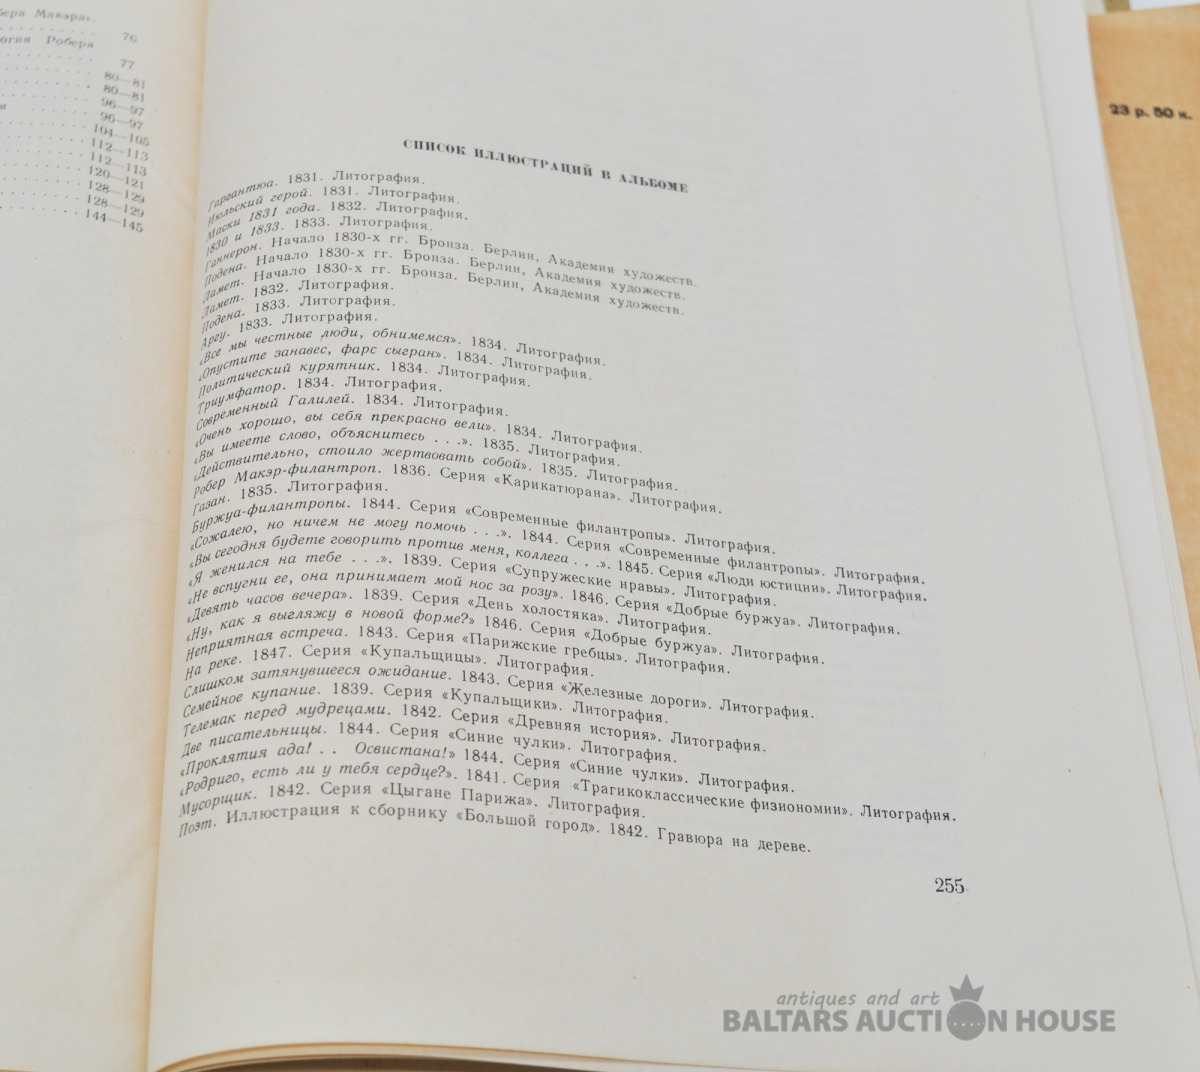 бера Макэра».
76
огия Робера
77
80—81
80—81
96—97
я
96—97
104—105
112—113
112—113
120—121
128—129
128—129
144—145
23 р. 50 к.
СПИСОК ИЛЛЮСТРАЦИЙ В АЛЬБОМЕ
Гаргантюа. 1831. Литография.
Июльский герой. 1831. Литография.
Маски 1831 года. 1832. Литография.
1830 и 1833. 1833. Литография.
Ганнерон. Начало 1830-х гг. Бронза. Берлин, Академия художеств.
Подена. Начало 1830-х гг. Бронза. Берлин, Академия художеств.
Ламет. Начало 1830-х гг. Бронза. Берлин, Академия художеств.
Ламет. 1832. Литография.
Подена. 1833. Литография.
Аргу. 1833. Литография.
«Все мы честные люди, обнимемся». 1834. Литография.
«Опустите занавес, фарс сыгран». 1834. Литография.
Политический курятник. 1834. Литография.
Триумфатор. 1834. Литография.
Современный Галилей. 1834. Литография.
«Очень хорошо, вы себя прекрасно вели». 1834. Литография.
«Вы имеете слово, объяснитесь . . .». 1835. Литография.
«Действительно, стоило жертвовать собой». 1835. Литография.
Робер Макэр-филантроп. 1836. Серия «Карикатюрана». Литография.
Газан. 1835. Литография.
Буржуа-филантропы. 1844. Серия «Современные филантропы». Литография.
«Сожалею, но ничем не могу помочь . . .». 1844. Серия «Современные филантропы». Литография.
«Вы сегодня будете говорить против меня, коллега . . .». 1845. Серия «Люди юстиции». Литография.
«Я женился на тебе . . .». 1839. Серия «Супружеские нравы». Литография.
«Не вспугни ее, она принимает мой нос за розу». 1846. Серия «Добрые буржуа». Литография.
«Девять часов вечера». 1839. Серия «День холостяка». Литография.
«Ну, как я выгляжу в новой форме?» 1846. Серия «Добрые буржуа». Литография.
Неприятная встреча. 1843. Серия «Парижские гребцы». Литография.
На реке. 1847. Серия «Купальщицы». Литография.
Слишком затянувшееся ожидание. 1843. Серия «Железные дороги». Литография.
Семейное купание. 1839. Серия «Купальщики». Литография.
Телемак перед мудрецами. 1842. Серия «Древняя история». Литография.
Две писательницы. 1844. Серия «Синие чулки». Литография.
«Проклятия ада! . . Освистана!» 1844. Серия «Синие чулки». Литография.
«Родриго, есть ли у тебя сердце?». 1841. Серия «Трагикоклассические физиономии». Литография.
Мусорщик. 1842. Серия «Цыгане Парижа». Литография.
Поэт. Иллюстрация к сборнику «Большой город». 1842. Гравюра на дереве.
255
antiques and art
BALTARS AUCTION HOUSE